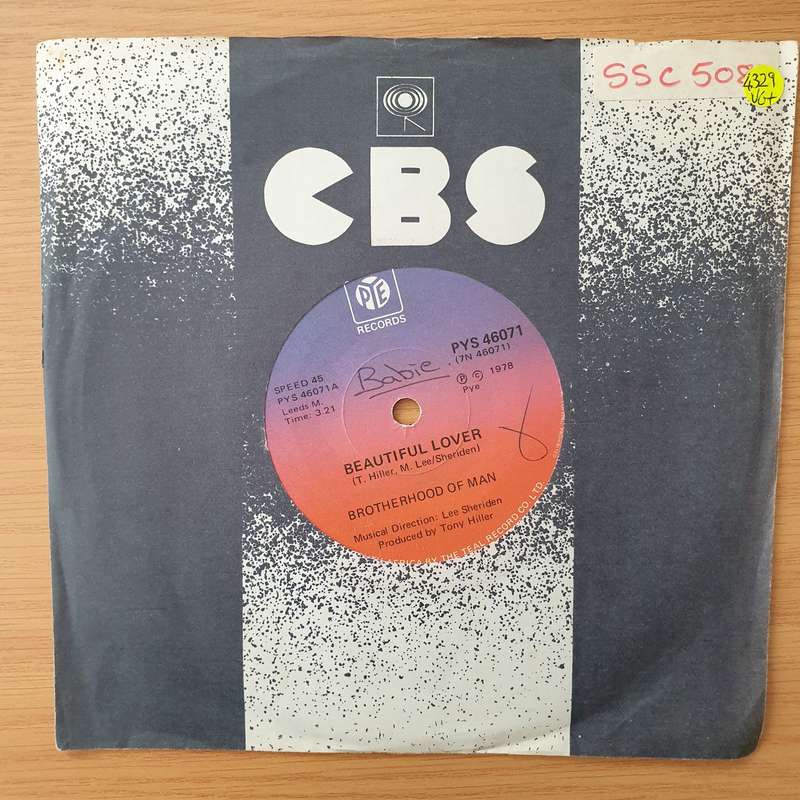 SSC 508
4329
VG+
CBS
PYE
RECORDS
PYS 46071
(7N 46071)
SPEED 45
PYS 46071A
Leeds M.
Time: 3.21
Babie
℗ © 1978
Pye
BEAUTIFUL LOVER
(T. Hiller, M. Lee/Sheriden)
BROTHERHOOD OF MAN
Musical Direction: Lee Sheriden
Produced by Tony Hiller
BY THE TEAL RECORD CO. LTD.